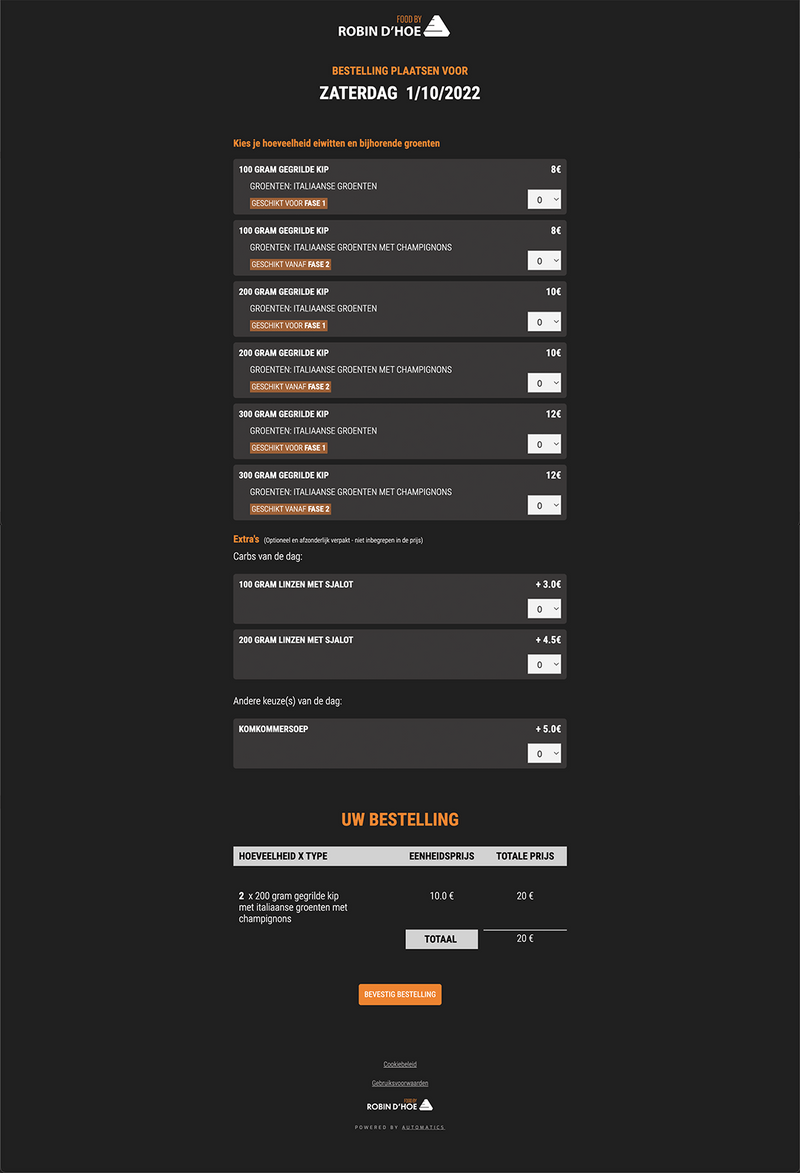 FOOD BY
ROBIN D'HOE
BESTELLING PLAATSEN VOOR
ZATERDAG 1/10/2022
Kies je hoeveelheid eiwitten en bijhorende groenten
100 GRAM GEGRILDE KIP 8€
GROENTEN: ITALIAANSE GROENTEN
GESCHIKT VOOR FASE 1 0
100 GRAM GEGRILDE KIP 8€
GROENTEN: ITALIAANSE GROENTEN MET CHAMPIGNONS
GESCHIKT VANAF FASE 2 0
200 GRAM GEGRILDE KIP 10€
GROENTEN: ITALIAANSE GROENTEN
GESCHIKT VOOR FASE 1 0
200 GRAM GEGRILDE KIP 10€
GROENTEN: ITALIAANSE GROENTEN MET CHAMPIGNONS
GESCHIKT VANAF FASE 2 0
300 GRAM GEGRILDE KIP 12€
GROENTEN: ITALIAANSE GROENTEN
GESCHIKT VOOR FASE 1 0
300 GRAM GEGRILDE KIP 12€
GROENTEN: ITALIAANSE GROENTEN MET CHAMPIGNONS
GESCHIKT VANAF FASE 2 0
Extra's (Optioneel en afzonderlijk verpakt - niet inbegrepen in de prijs)
Carbs van de dag:
100 GRAM LINZEN MET SJALOT + 3.0€
0
200 GRAM LINZEN MET SJALOT + 4.5€
0
Andere keuze(s) van de dag:
KOMKOMMERSOEP + 5.0€
0
UW BESTELLING
HOEVEELHEID X TYPE EENHEIDSPRIJS TOTALE PRIJS
2 x 200 gram gegrilde kip 10.0 € 20 €
met italiaanse groenten met
champignons
TOTAAL 20 €
BEVESTIG BESTELLING
Cookiebeleid
Gebruiksvoorwaarden
FOOD BY
ROBIN D'HOE
POWERED BY AUTOMATICS